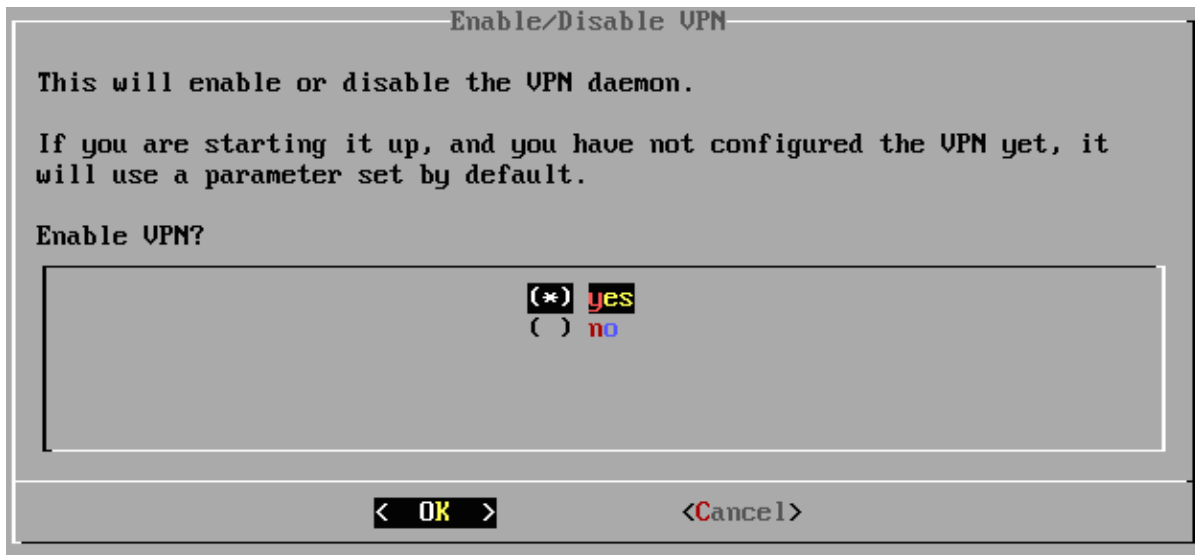 Enable/Disable VPN
This will enable or disable the VPN daemon.
If you are starting it up, and you have not configured the VPN yet, it
will use a parameter set by default.
Enable VPN?
(*) yes
( ) no
< OK > <Cancel>